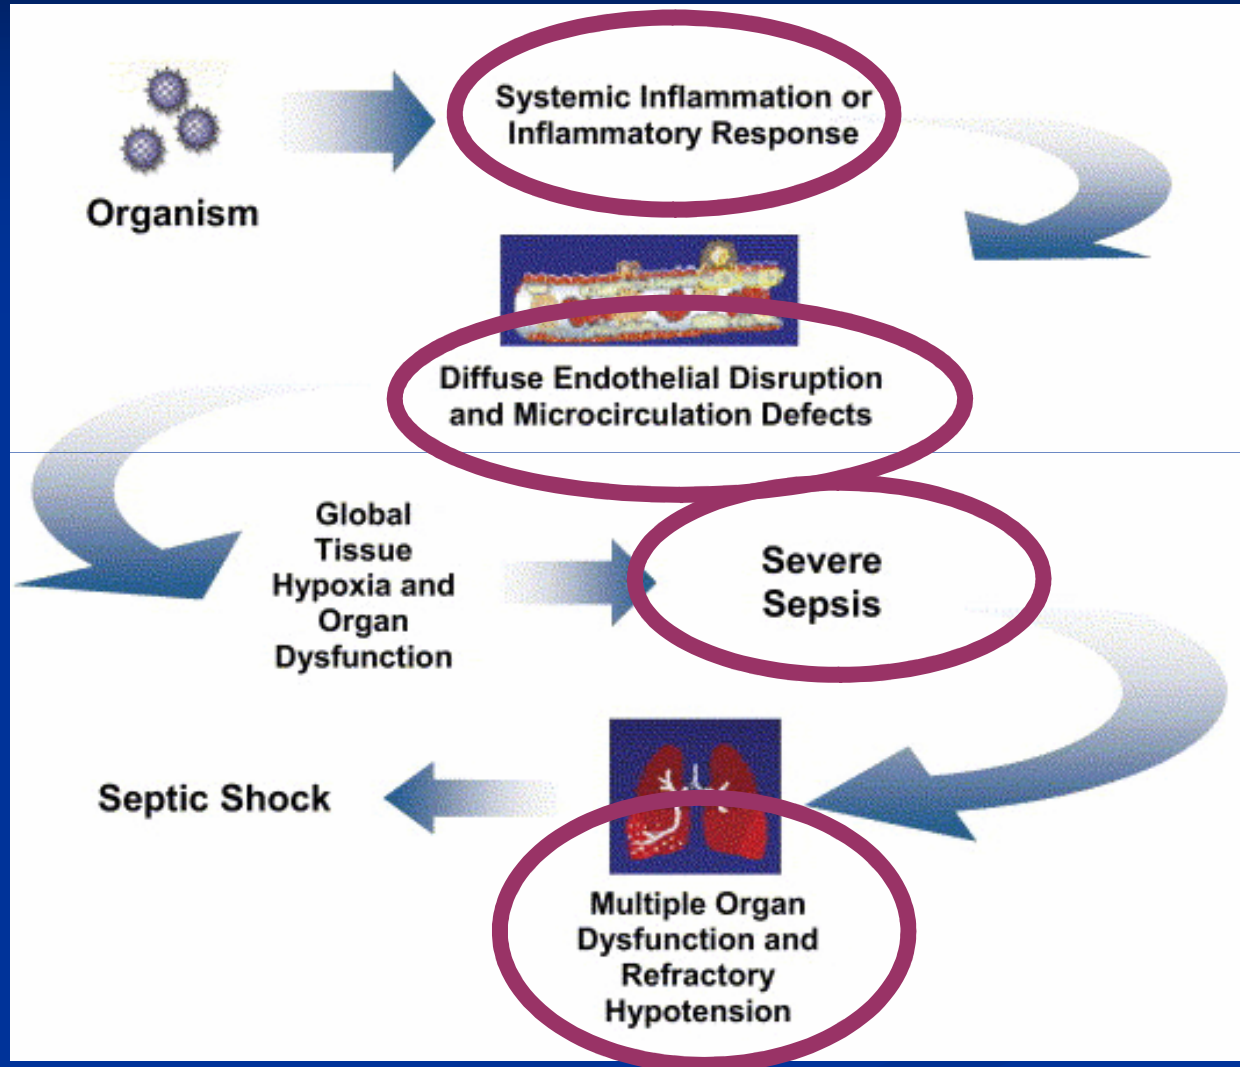 Organism
Systemic Inflammation or
Inflammatory Response
Diffuse Endothelial Disruption
and Microcirculation Defects
Global
Tissue
Hypoxia and
Organ
Dysfunction
Severe
Sepsis
Multiple Organ
Dysfunction and
Refractory
Hypotension
Septic Shock